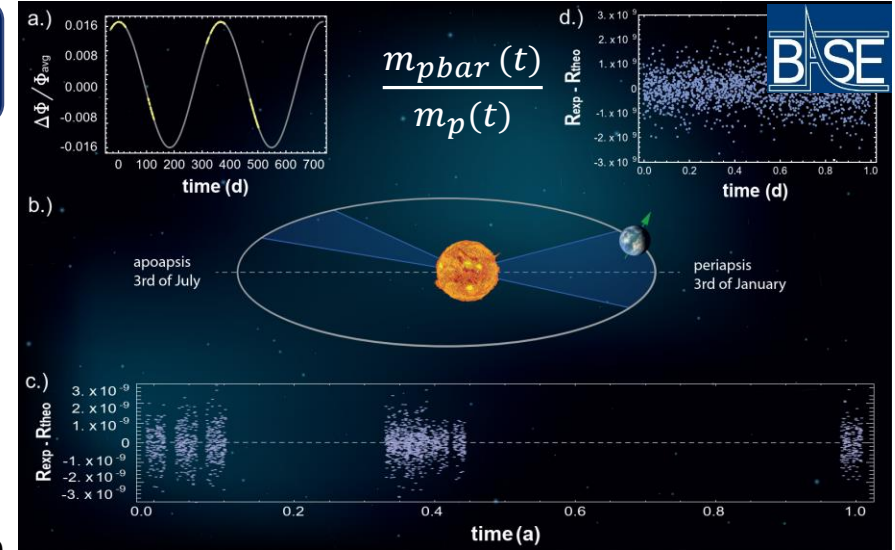 a.)
0.016
0.008
0.000
-0.008
-0.016
ΔΦ / Φavg
0 100 200 300 400 500 600 700
time (d)
m_pbar (t)
m_p(t)
d.)
BASE
3. x 10⁻⁹
2. x 10⁻⁹
1. x 10⁻⁹
0
-1. x 10⁻⁹
-2. x 10⁻⁹
-3. x 10⁻⁹
Rexp - Rtheo
0.0 0.2 0.4 0.6 0.8 1.0
time (d)
b.)
apoapsis
3rd of July
periapsis
3rd of January
c.)
3. x 10⁻⁹
2. x 10⁻⁹
1. x 10⁻⁹
0
-1. x 10⁻⁹
-2. x 10⁻⁹
-3. x 10⁻⁹
Rexp - Rtheo
0.0 0.2 0.4 0.6 0.8 1.0
time (a)